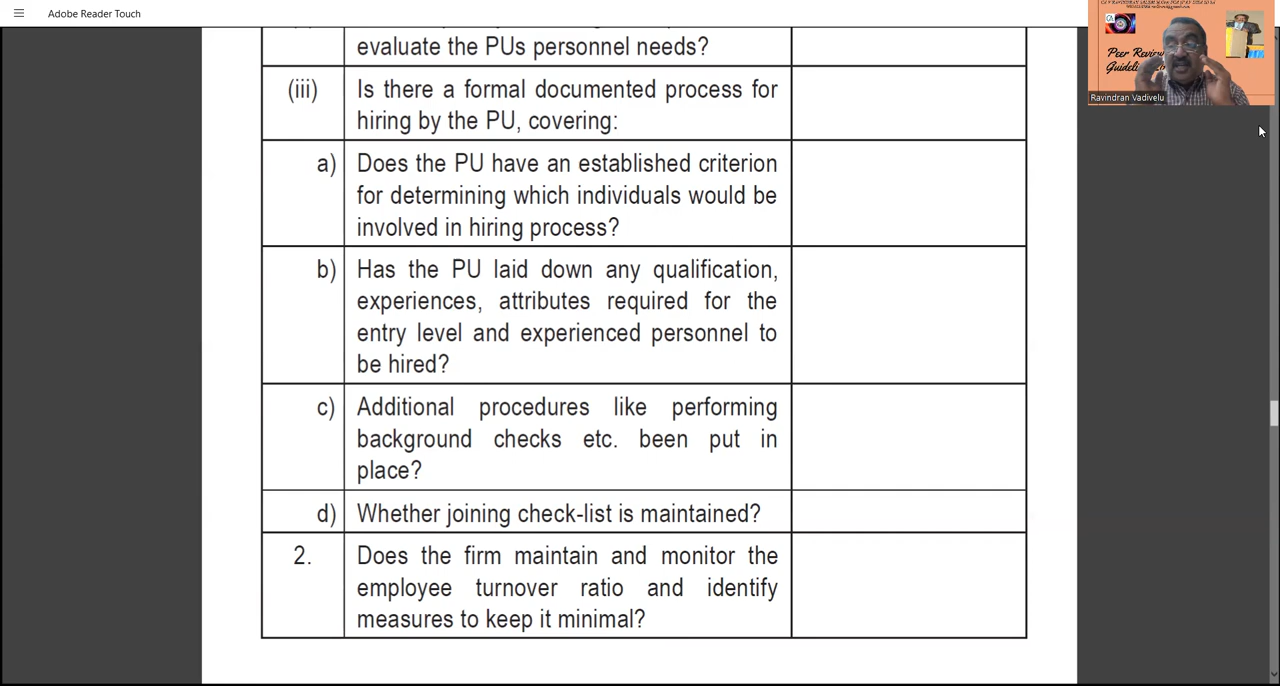 Adobe Reader Touch
evaluate the PUs personnel needs?
(iii) Is there a formal documented process for
hiring by the PU, covering:
a) Does the PU have an established criterion
for determining which individuals would be
involved in hiring process?
b) Has the PU laid down any qualification,
experiences, attributes required for the
entry level and experienced personnel to
be hired?
c) Additional procedures like performing
background checks etc. been put in
place?
d) Whether joining check-list is maintained?
2. Does the firm maintain and monitor the
employee turnover ratio and identify
measures to keep it minimal?
Peer Review
Ravindran Vadivelu